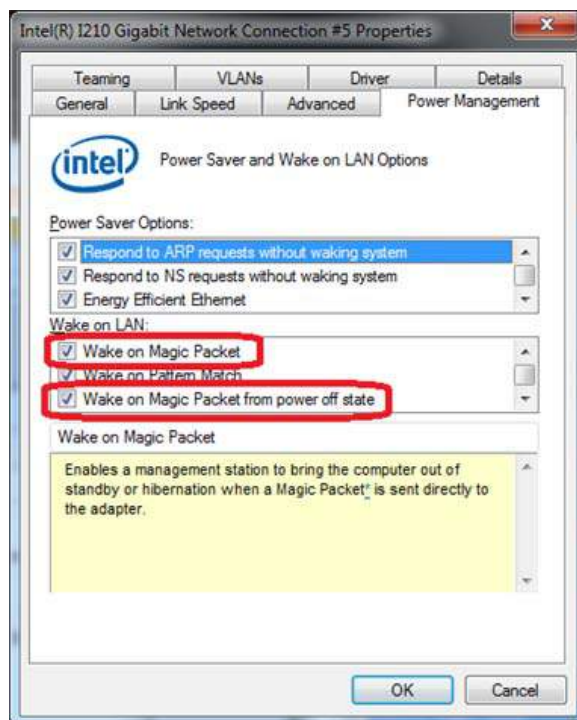 Intel(R) I210 Gigabit Network Connection #5 Properties
Teaming VLANs Driver Details
General Link Speed Advanced Power Management
intel Power Saver and Wake on LAN Options
Power Saver Options:
Respond to ARP requests without waking system
Respond to NS requests without waking system
Energy Efficient Ethernet
Wake on LAN:
Wake on Magic Packet
Wake on Pattern Match
Wake on Magic Packet from power off state
Wake on Magic Packet
Enables a management station to bring the computer out of
standby or hibernation when a Magic Packet* is sent directly to
the adapter.
OK Cancel